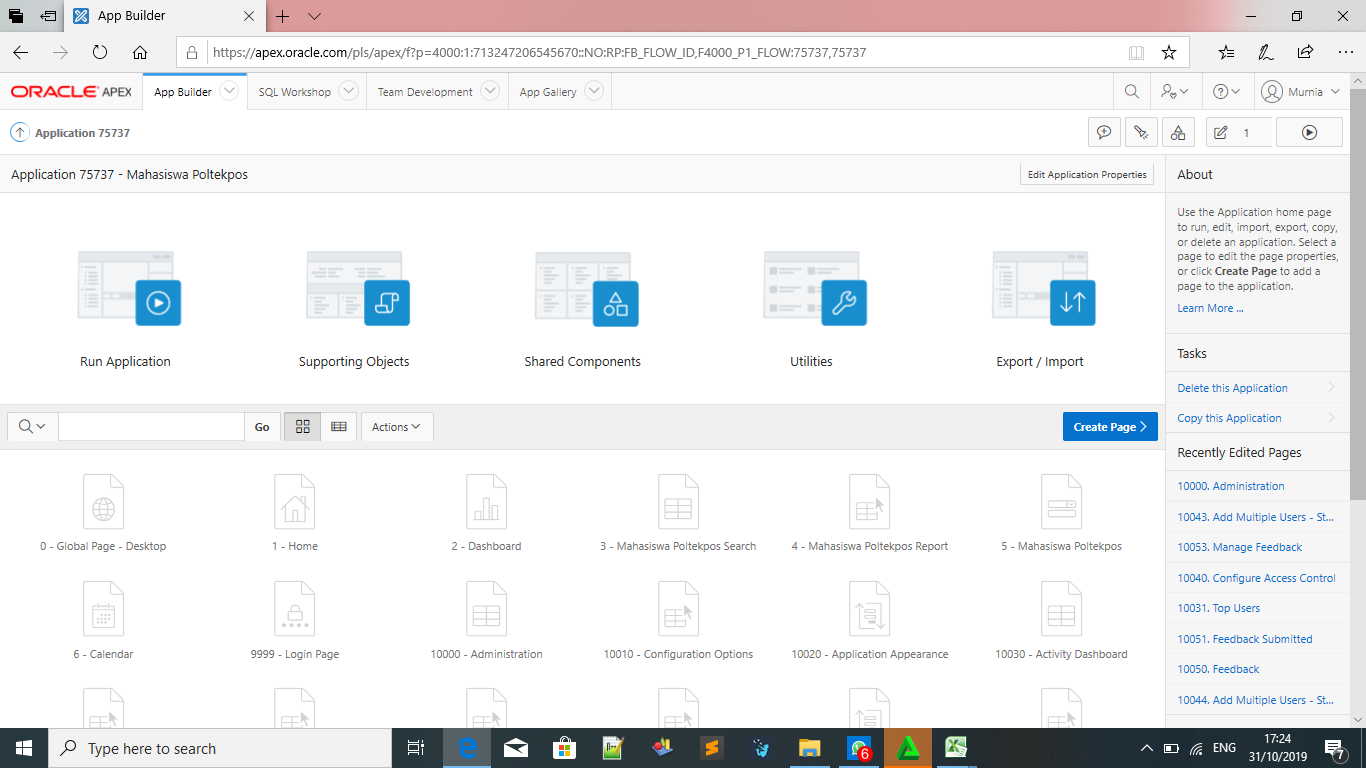 App Builder
https://apex.oracle.com/pls/apex/f?p=4000:1:713247206545670::NO:RP:FB_FLOW_ID,F4000_P1_FLOW:75737,75737
ORACLE APEX
App Builder
SQL Workshop
Team Development
App Gallery
Murnia
Application 75737
1
Application 75737 - Mahasiswa Poltekpos
Edit Application Properties
About
Use the Application home page
to run, edit, import, export, copy,
or delete an application. Select a
page to edit the page properties,
or click Create Page to add a
page to the application.
Learn More ...
Run Application
Supporting Objects
Shared Components
Utilities
Export / Import
Tasks
Delete this Application
Copy this Application
Go
Actions
Create Page
Recently Edited Pages
10000. Administration
10043. Add Multiple Users - St...
10053. Manage Feedback
10040. Configure Access Control
10031. Top Users
10051. Feedback Submitted
10050. Feedback
10044. Add Multiple Users - St...
0 - Global Page - Desktop
1 - Home
2 - Dashboard
3 - Mahasiswa Poltekpos Search
4 - Mahasiswa Poltekpos Report
5 - Mahasiswa Poltekpos
6 - Calendar
9999 - Login Page
10000 - Administration
10010 - Configuration Options
10020 - Application Appearance
10030 - Activity Dashboard
Type here to search
6
ENG
17:24
31/10/2019
7